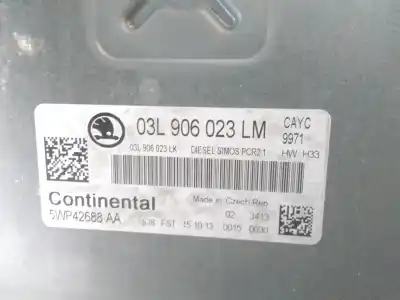 03L 906 023 LM
CAYC
9971
03L 906 023 LK DIESEL SIMOS PCR2.1 HW H33
Continental
5WP42688 AA
Made in Czech Rep
02 3413
FST 15.10.13 0015